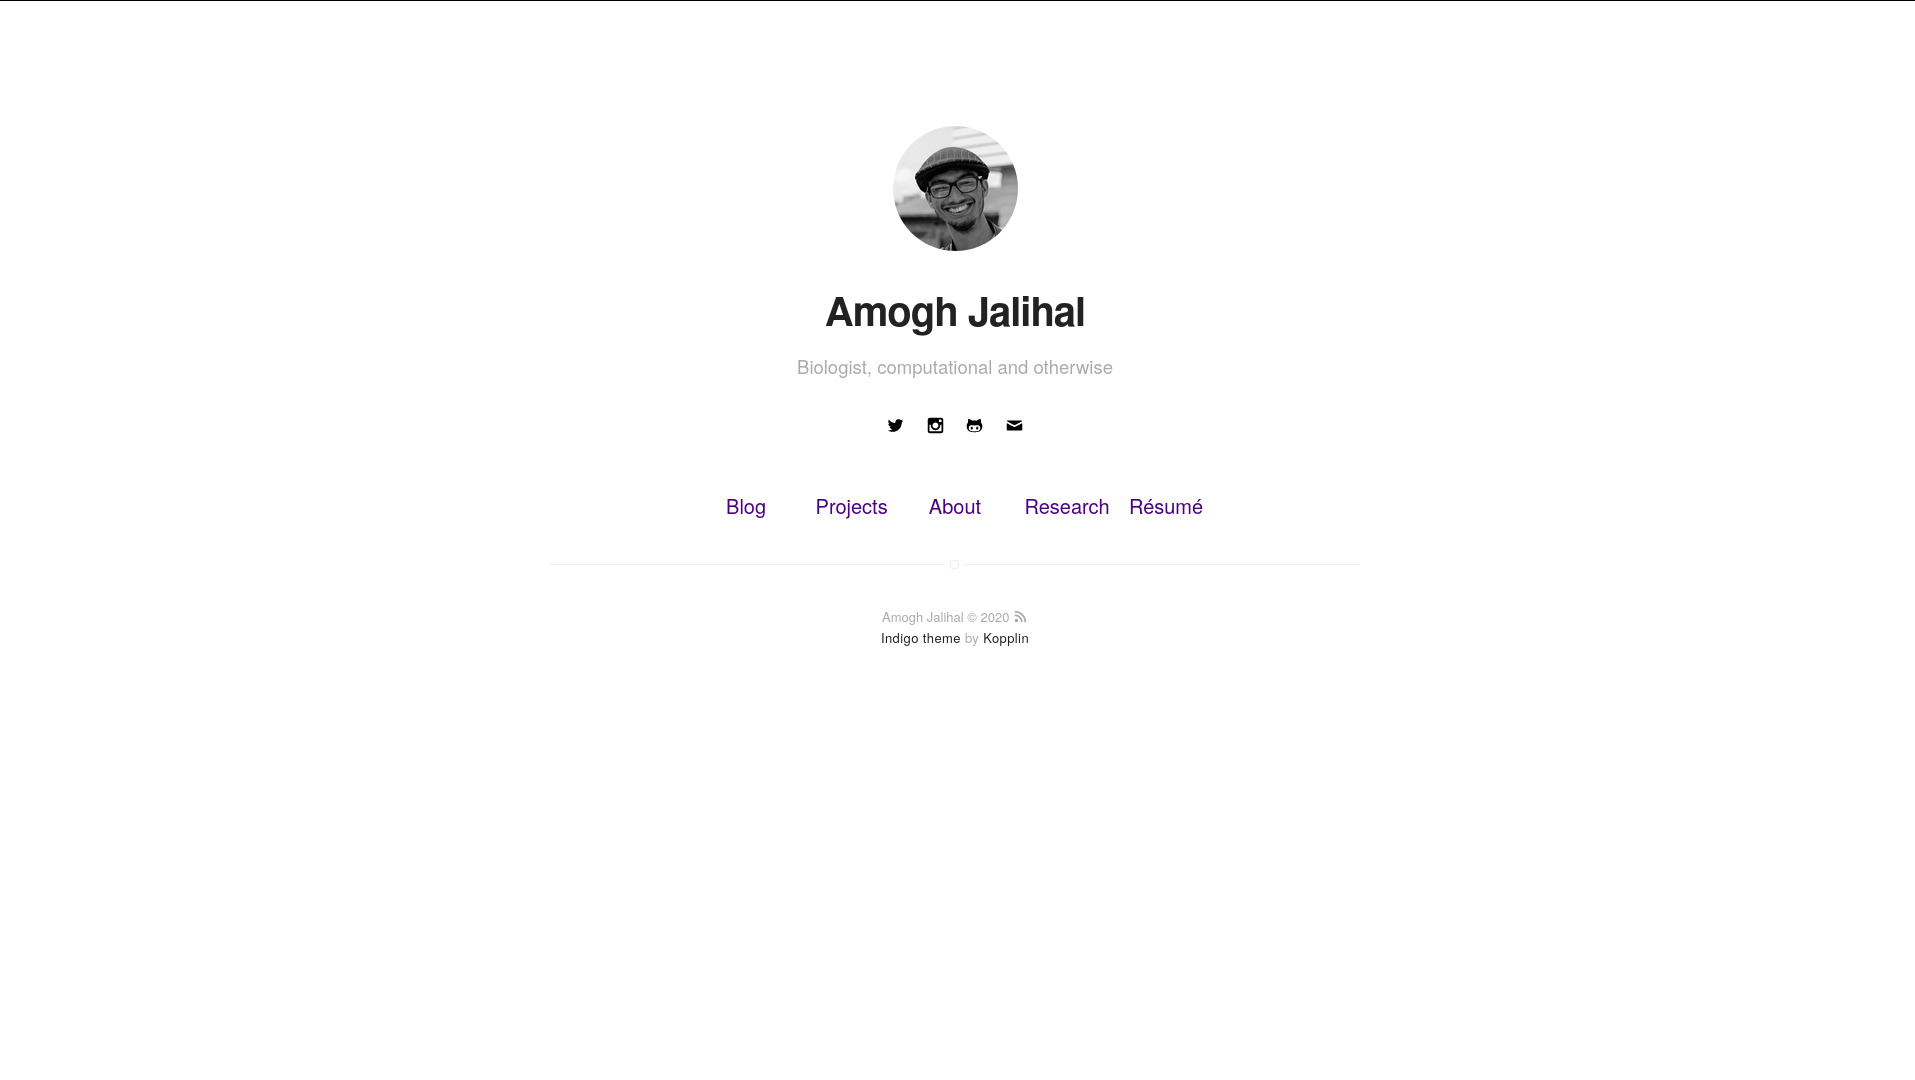 Amogh Jalihal
Biologist, computational and otherwise
Blog Projects About Research Résumé
Amogh Jalihal © 2020
Indigo theme by Kopplin